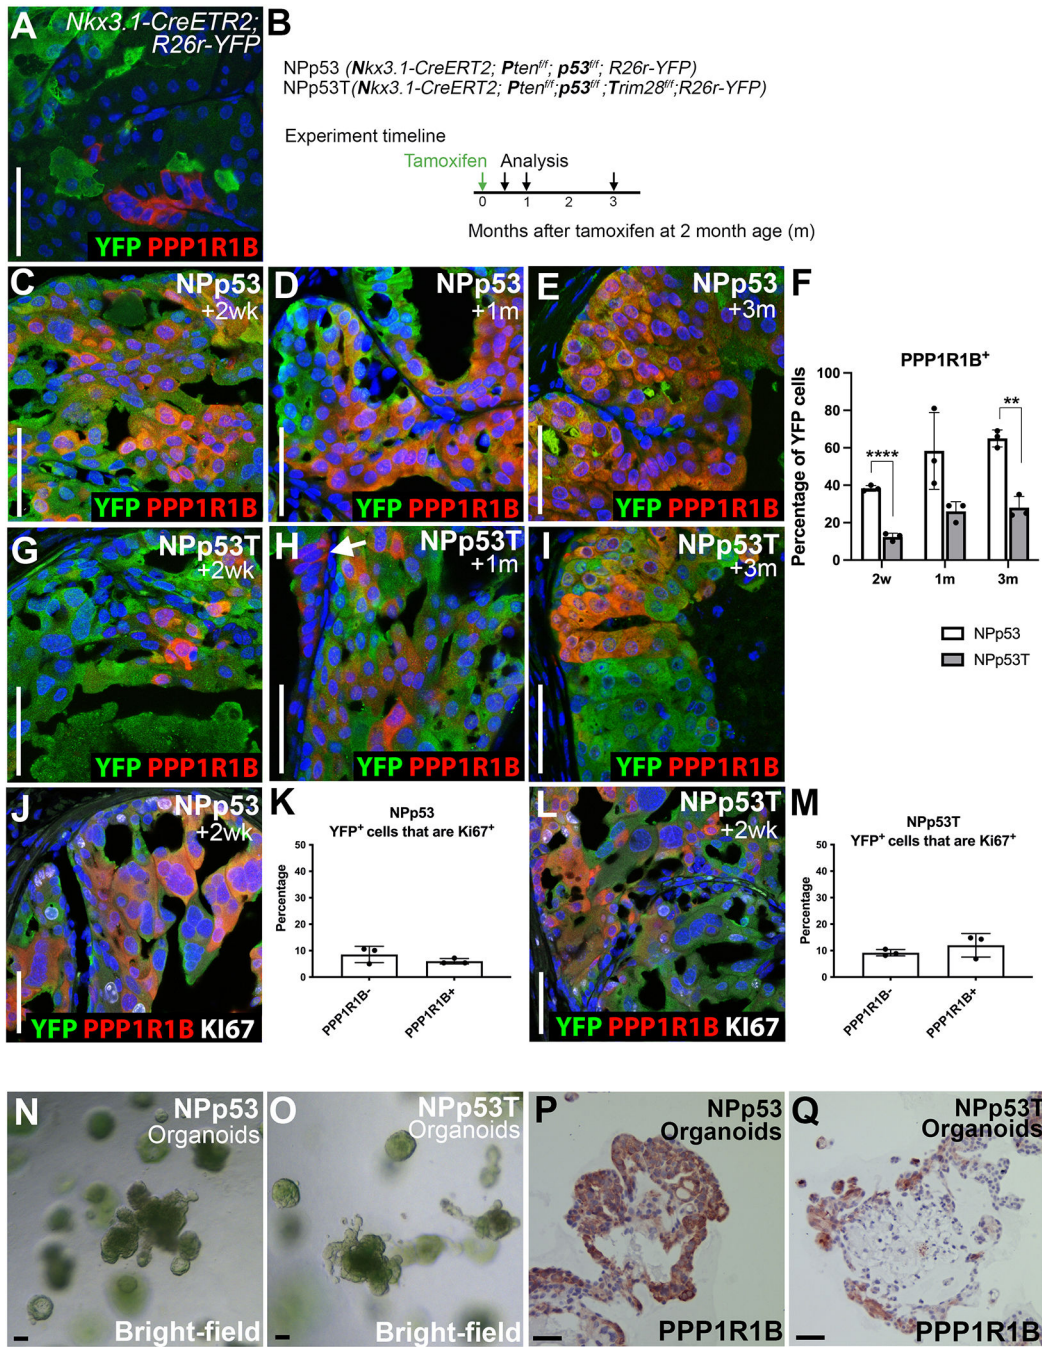 A
Nkx3.1-CreETR2;
R26r-YFP
YFP PPP1R1B
B
NPp53 (Nkx3.1-CreERT2; Pten^f/f; p53^f/f; R26r-YFP)
NPp53T(Nkx3.1-CreERT2; Pten^f/f;p53^f/f;Trim28^f/f;R26r-YFP)
Experiment timeline
Tamoxifen Analysis
0 1 2 3
Months after tamoxifen at 2 month age (m)
C
NPp53
+2wk
YFP PPP1R1B
D
NPp53
+1m
YFP PPP1R1B
E
NPp53
+3m
YFP PPP1R1B
F
PPP1R1B+
Percentage of YFP cells
100
80
60
40
20
0
****
**
2w 1m 3m
NPp53
NPp53T
G
NPp53T
+2wk
YFP PPP1R1B
H
NPp53T
+1m
YFP PPP1R1B
I
NPp53T
+3m
YFP PPP1R1B
J
NPp53
+2wk
YFP PPP1R1B KI67
K
NPp53
YFP+ cells that are Ki67+
Percentage
50
40
30
20
10
0
PPP1R1B-
PPP1R1B+
L
NPp53T
+2wk
YFP PPP1R1B KI67
M
NPp53T
YFP+ cells that are Ki67+
Percentage
50
40
30
20
10
0
PPP1R1B-
PPP1R1B+
N
NPp53
Organoids
Bright-field
O
NPp53T
Organoids
Bright-field
P
NPp53
Organoids
PPP1R1B
Q
NPp53T
Organoids
PPP1R1B